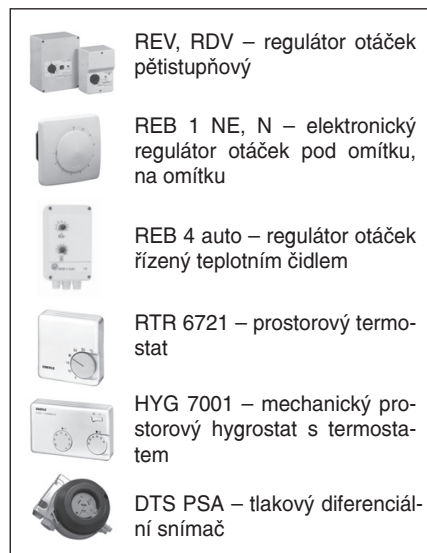 REV, RDV – regulátor otáček
pětistupňový
REB 1 NE, N – elektronický
regulátor otáček pod omítku,
na omítku
REB 4 auto – regulátor otáček
řízený teplotním čidlem
RTR 6721 – prostorový termo-
stat
HYG 7001 – mechanický pro-
storový hygrostat s termosta-
tem
DTS PSA – tlakový diferenciál-
ní snímač